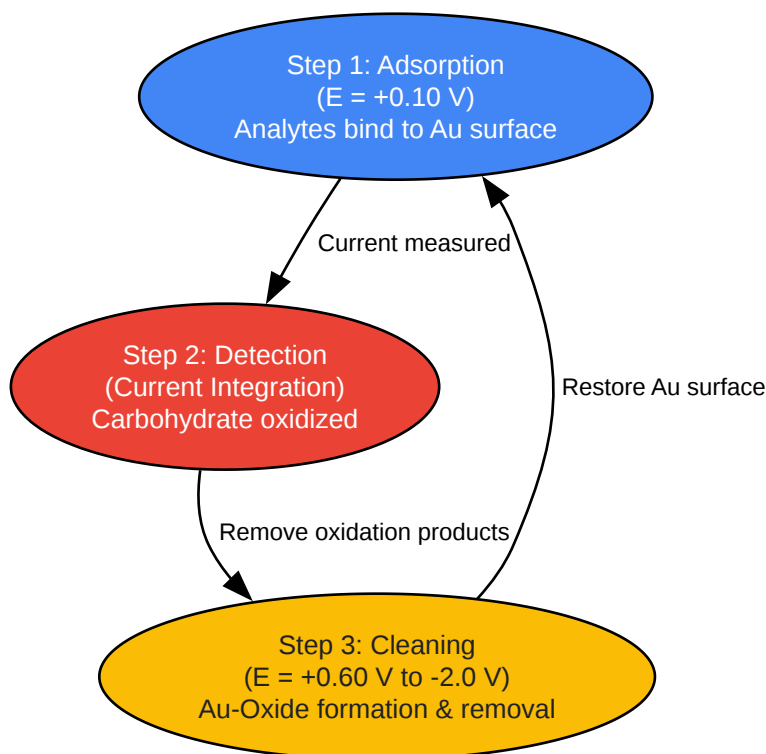 Step 1: Adsorption
(E = +0.10 V)
Analytes bind to Au surface
Current measured
Step 2: Detection
(Current Integration)
Carbohydrate oxidized
Restore Au surface
Remove oxidation products
Step 3: Cleaning
(E = +0.60 V to -2.0 V)
Au-Oxide formation & removal